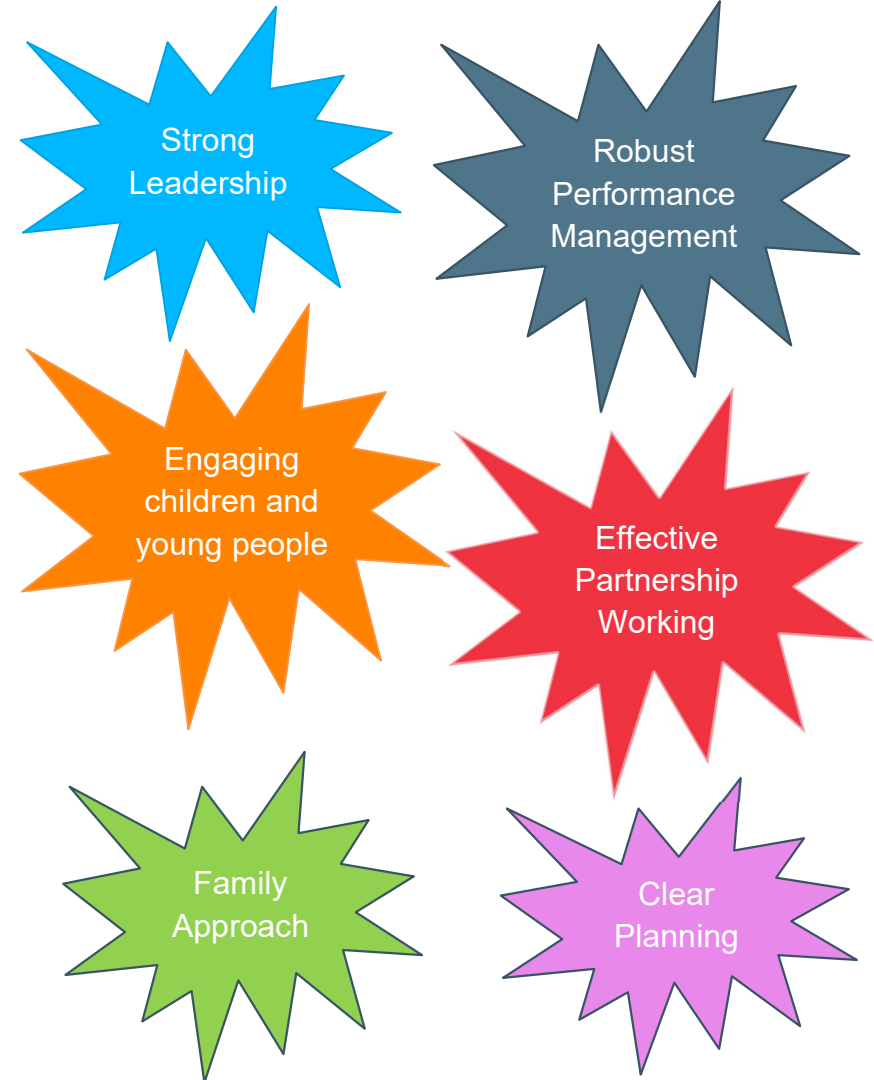 Strong
Leadership
Robust
Performance
Management
Engaging
children and
young people
Effective
Partnership
Working
Family
Approach
Clear
Planning